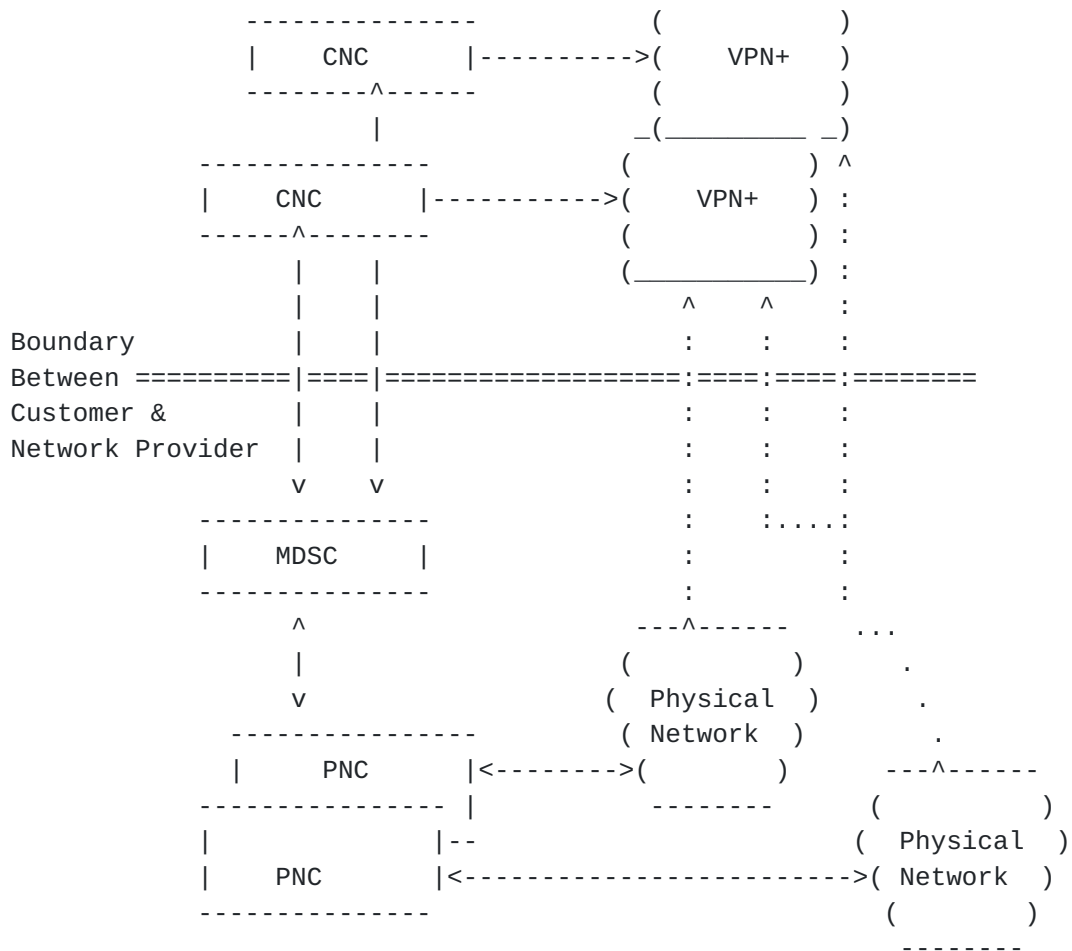 CNC VPN+
CNC VPN+
Boundary
Between
Customer &
Network Provider
MDSC
Physical
Network
PNC
Physical
PNC Network